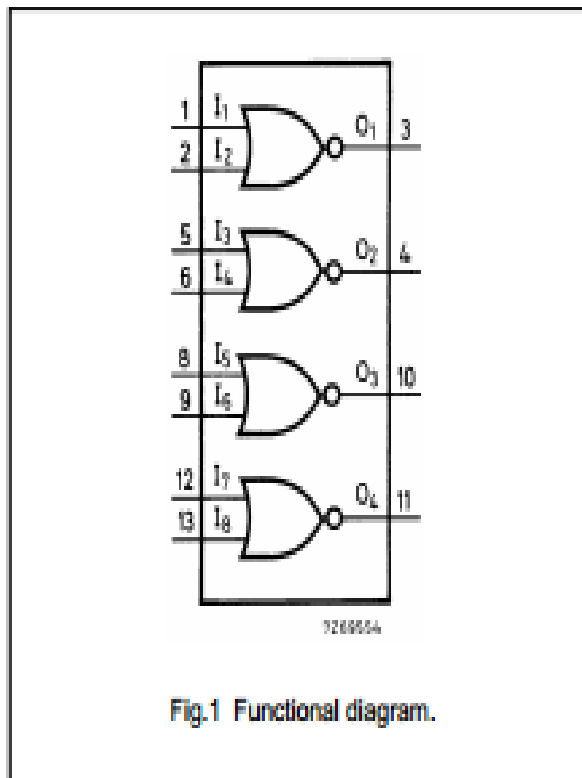 1 I₁ O₁ 3
2 I₂
5 I₃ O₂ 4
6 I₄
8 I₅ O₃ 10
9 I₆
12 I₇ O₄ 11
13 I₈
7Z69554
Fig.1 Functional diagram.